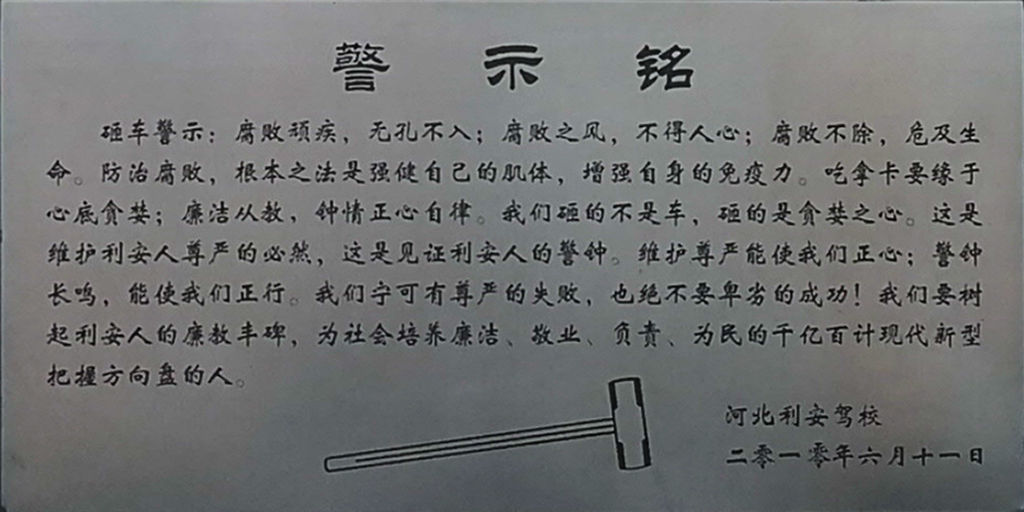 警示铭
砸车警示：腐败顽疾，无孔不入；腐败之风，不得人心；腐败不除，危及生
命。防治腐败，根本之法是强健自己的肌体，增强自身的免疫力。吃拿卡要缘于
心底贪婪；廉洁从教，钟情正心自律。我们砸的不是车，砸的是贪婪之心。这是
维护利安人尊严的必然，这是见证利安人的警钟。维护尊严能使我们正心；警钟
长鸣，能使我们正行。我们宁可有尊严的失败，也绝不要卑劣的成功！我们要树
起利安人的廉教丰碑，为社会培养廉洁、敬业、负责、为民的千亿百计现代新型
把握方向盘的人。
河北利安驾校
二零一零年六月十一日